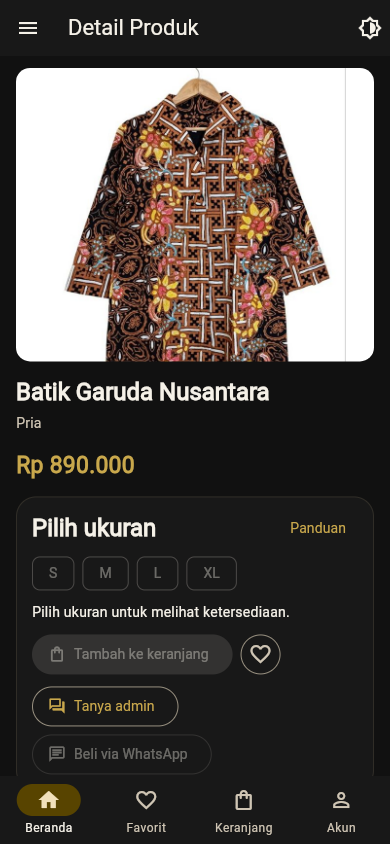 Detail Produk
Batik Garuda Nusantara
Pria
Rp 890.000
Pilih ukuran
Panduan
S M L XL
Pilih ukuran untuk melihat ketersediaan.
Tambah ke keranjang
Tanya admin
Beli via WhatsApp
Beranda Favorit Keranjang Akun